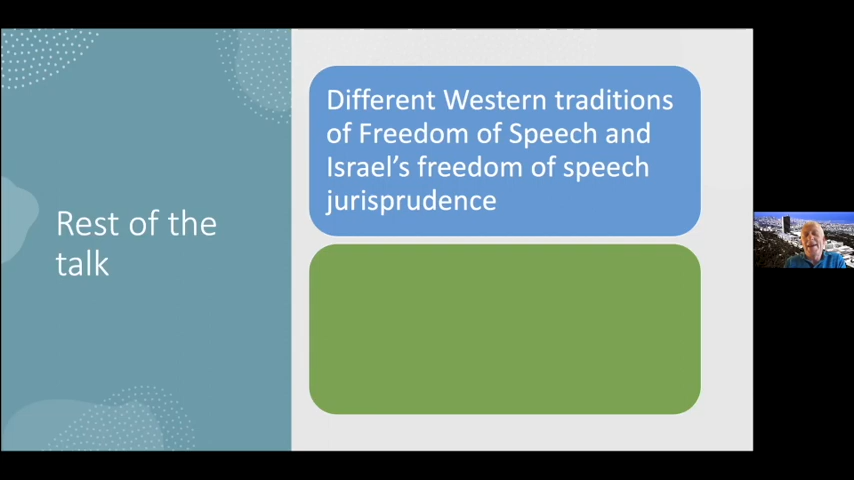 Rest of the
talk
Different Western traditions
of Freedom of Speech and
Israel’s freedom of speech
jurisprudence